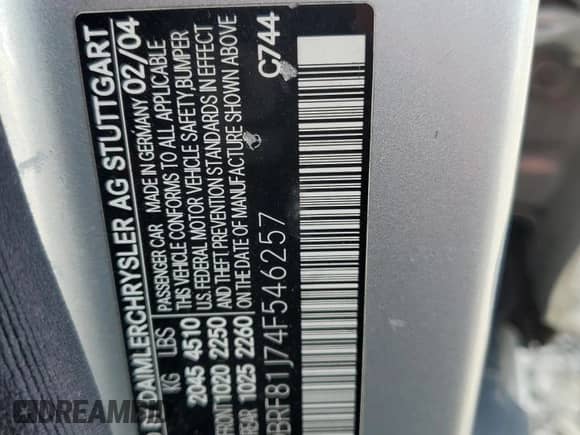 DAIMLERCHRYSLER AG STUTTGART
PASSENGER CAR MADE IN GERMANY 02/04
KG LBS THIS VEHICLE CONFORMS TO ALL APPLICABLE
2045 4510 U.S. FEDERAL MOTOR VEHICLE SAFETY, BUMPER
FRONT 1020 2250 AND THEFT PREVENTION STANDARDS IN EFFECT
REAR 1025 2260 ON THE DATE OF MANUFACTURE SHOWN ABOVE
BRF81J74F546257 C744
DREAMBID